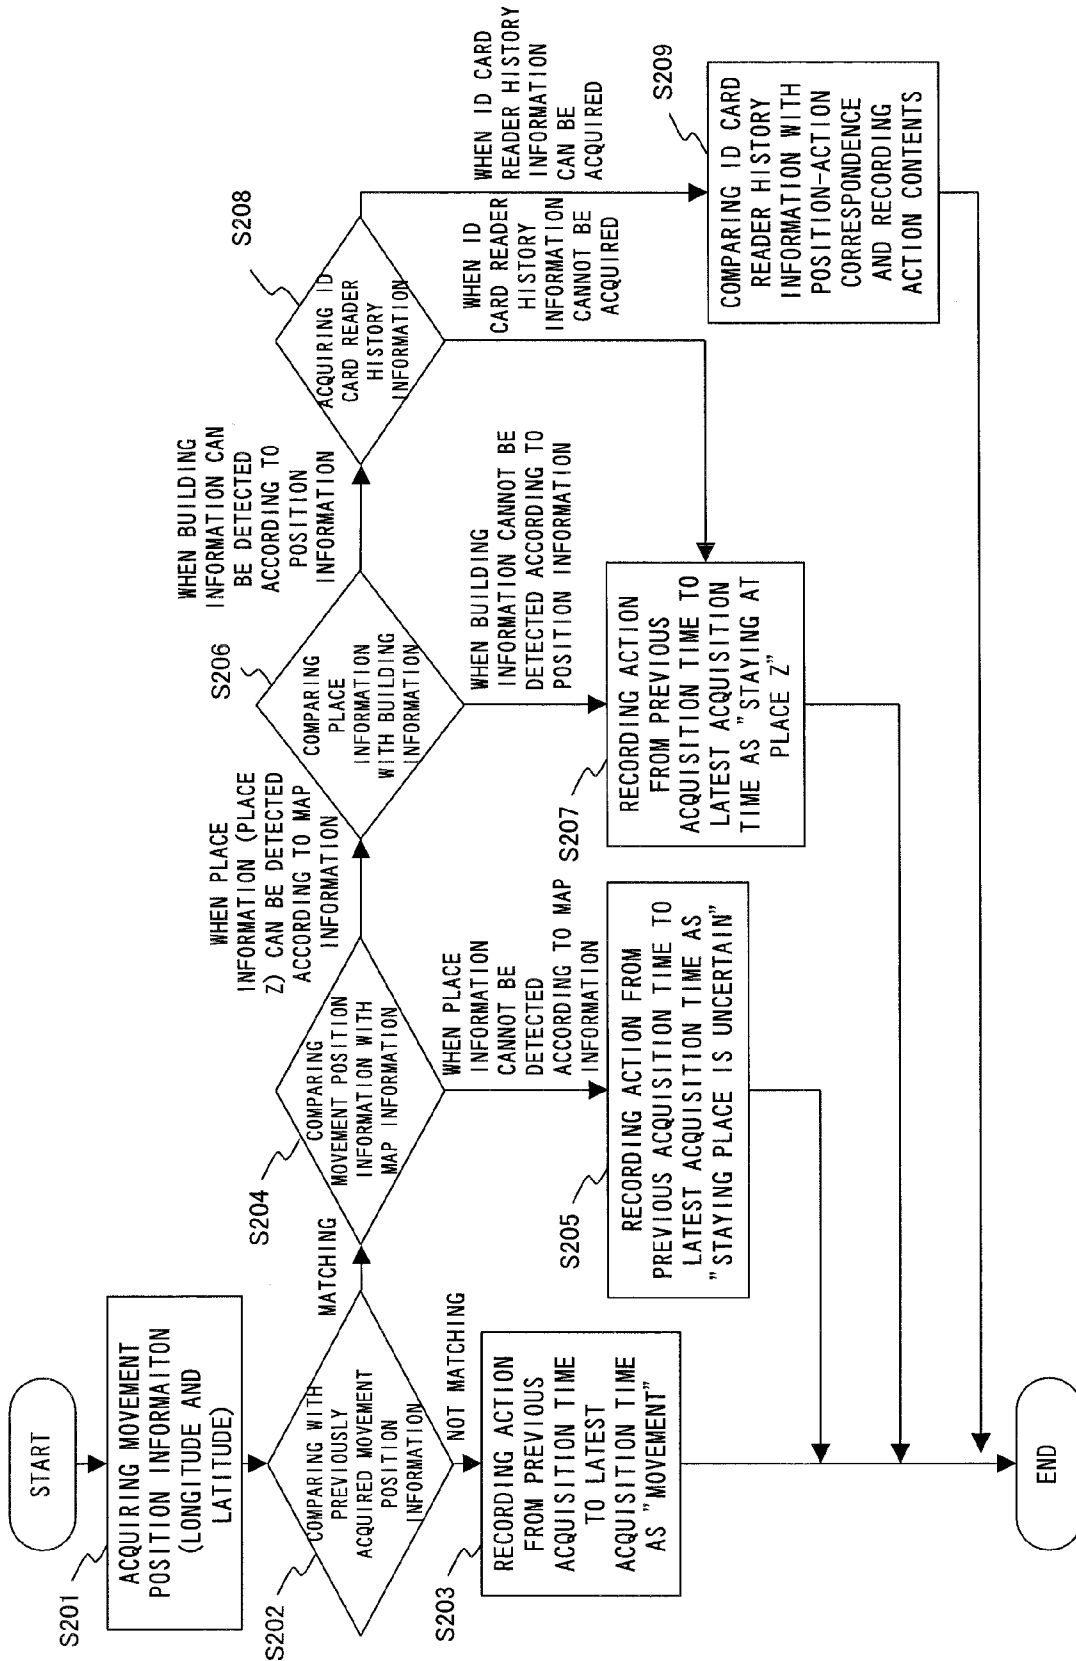 START
S201
ACQUIRING MOVEMENT
POSITION INFORMAITON
(LONGITUDE AND
LATITUDE)
S202
COMPARING WITH
PREVIOUSLY
ACQUIRED MOVEMENT
POSITION
INFORMATION
MATCHING
NOT MATCHING
S203
RECORDING ACTION
FROM PREVIOUS
ACQUISITION TIME
TO LATEST
ACQUISITION TIME
AS "MOVEMENT"
S204
COMPARING
MOVEMENT POSITION
INFORMATION WITH
MAP INFORMATION
WHEN PLACE
INFORMATION (PLACE
Z) CAN BE DETECTED
ACCORDING TO MAP
INFORMATION
WHEN PLACE
INFORMATION
CANNOT BE
DETECTED
ACCORDING TO MAP
INFORMATION
S205
RECORDING ACTION FROM
PREVIOUS ACQUISITION TIME TO
LATEST ACQUISITION TIME AS
"STAYING PLACE IS UNCERTAIN"
S206
COMPARING
PLACE
INFORMATION
WITH BUILDING
INFORMATION
WHEN BUILDING
INFORMATION CAN
BE DETECTED
ACCORDING TO
POSITION
INFORMATION
WHEN BUILDING
INFORMATION CANNOT BE
DETECTED ACCORDING TO
POSITION INFORMATION
S207
RECORDING ACTION
FROM PREVIOUS
ACQUISITION TIME TO
LATEST ACQUISITION
TIME AS "STAYING AT
PLACE Z"
S208
ACQUIRING ID
CARD READER
HISTORY
INFORMATION
WHEN ID CARD
READER HISTORY
INFORMATION
CAN BE
ACQUIRED
WHEN ID
CARD READER
HISTORY
INFORMATION
CANNOT BE
ACQUIRED
S209
COMPARING ID CARD
READER HISTORY
INFORMATION WITH
POSITION-ACTION
CORRESPONDENCE
AND RECORDING
ACTION CONTENTS
END